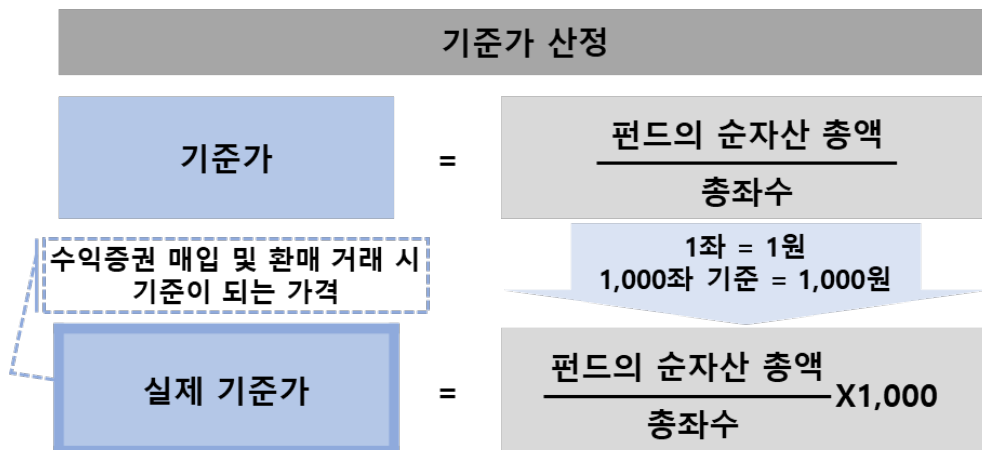 기준가 산정
기준가
=
펀드의 순자산 총액
총좌수
수익증권 매입 및 환매 거래 시
기준이 되는 가격
1좌 = 1원
1,000좌 기준 = 1,000원
실제 기준가
=
펀드의 순자산 총액
총좌수
X1,000